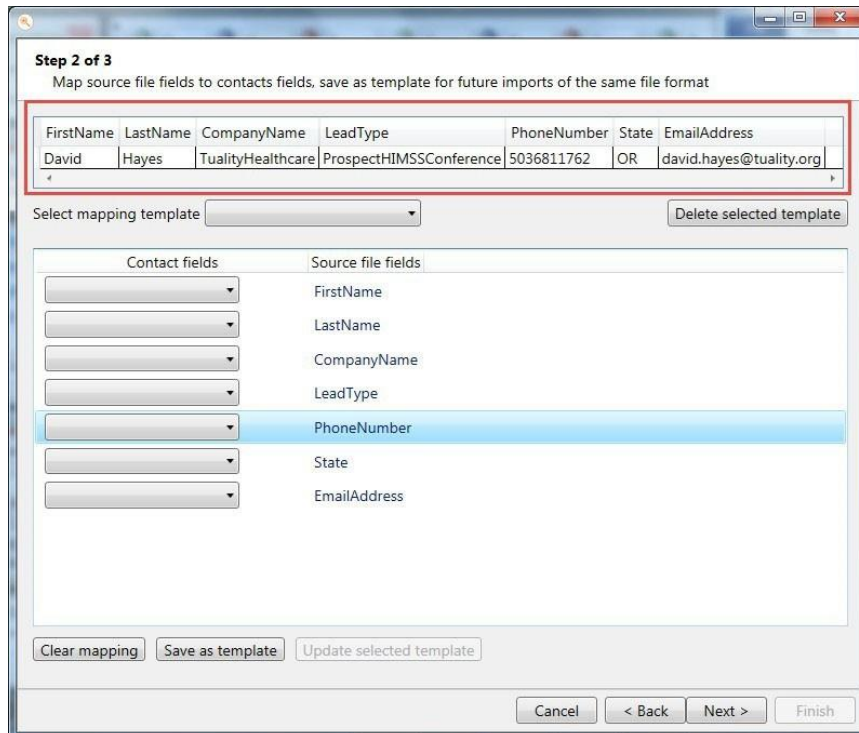 Step 2 of 3
Map source file fields to contacts fields, save as template for future imports of the same file format
FirstName LastName CompanyName LeadType PhoneNumber State EmailAddress
David Hayes TualityHealthcare ProspectHIMSSConference 5036811762 OR david.hayes@tuality.org
Select mapping template Delete selected template
Contact fields Source file fields
FirstName
LastName
CompanyName
LeadType
PhoneNumber
State
EmailAddress
Clear mapping Save as template Update selected template
Cancel < Back Next > Finish